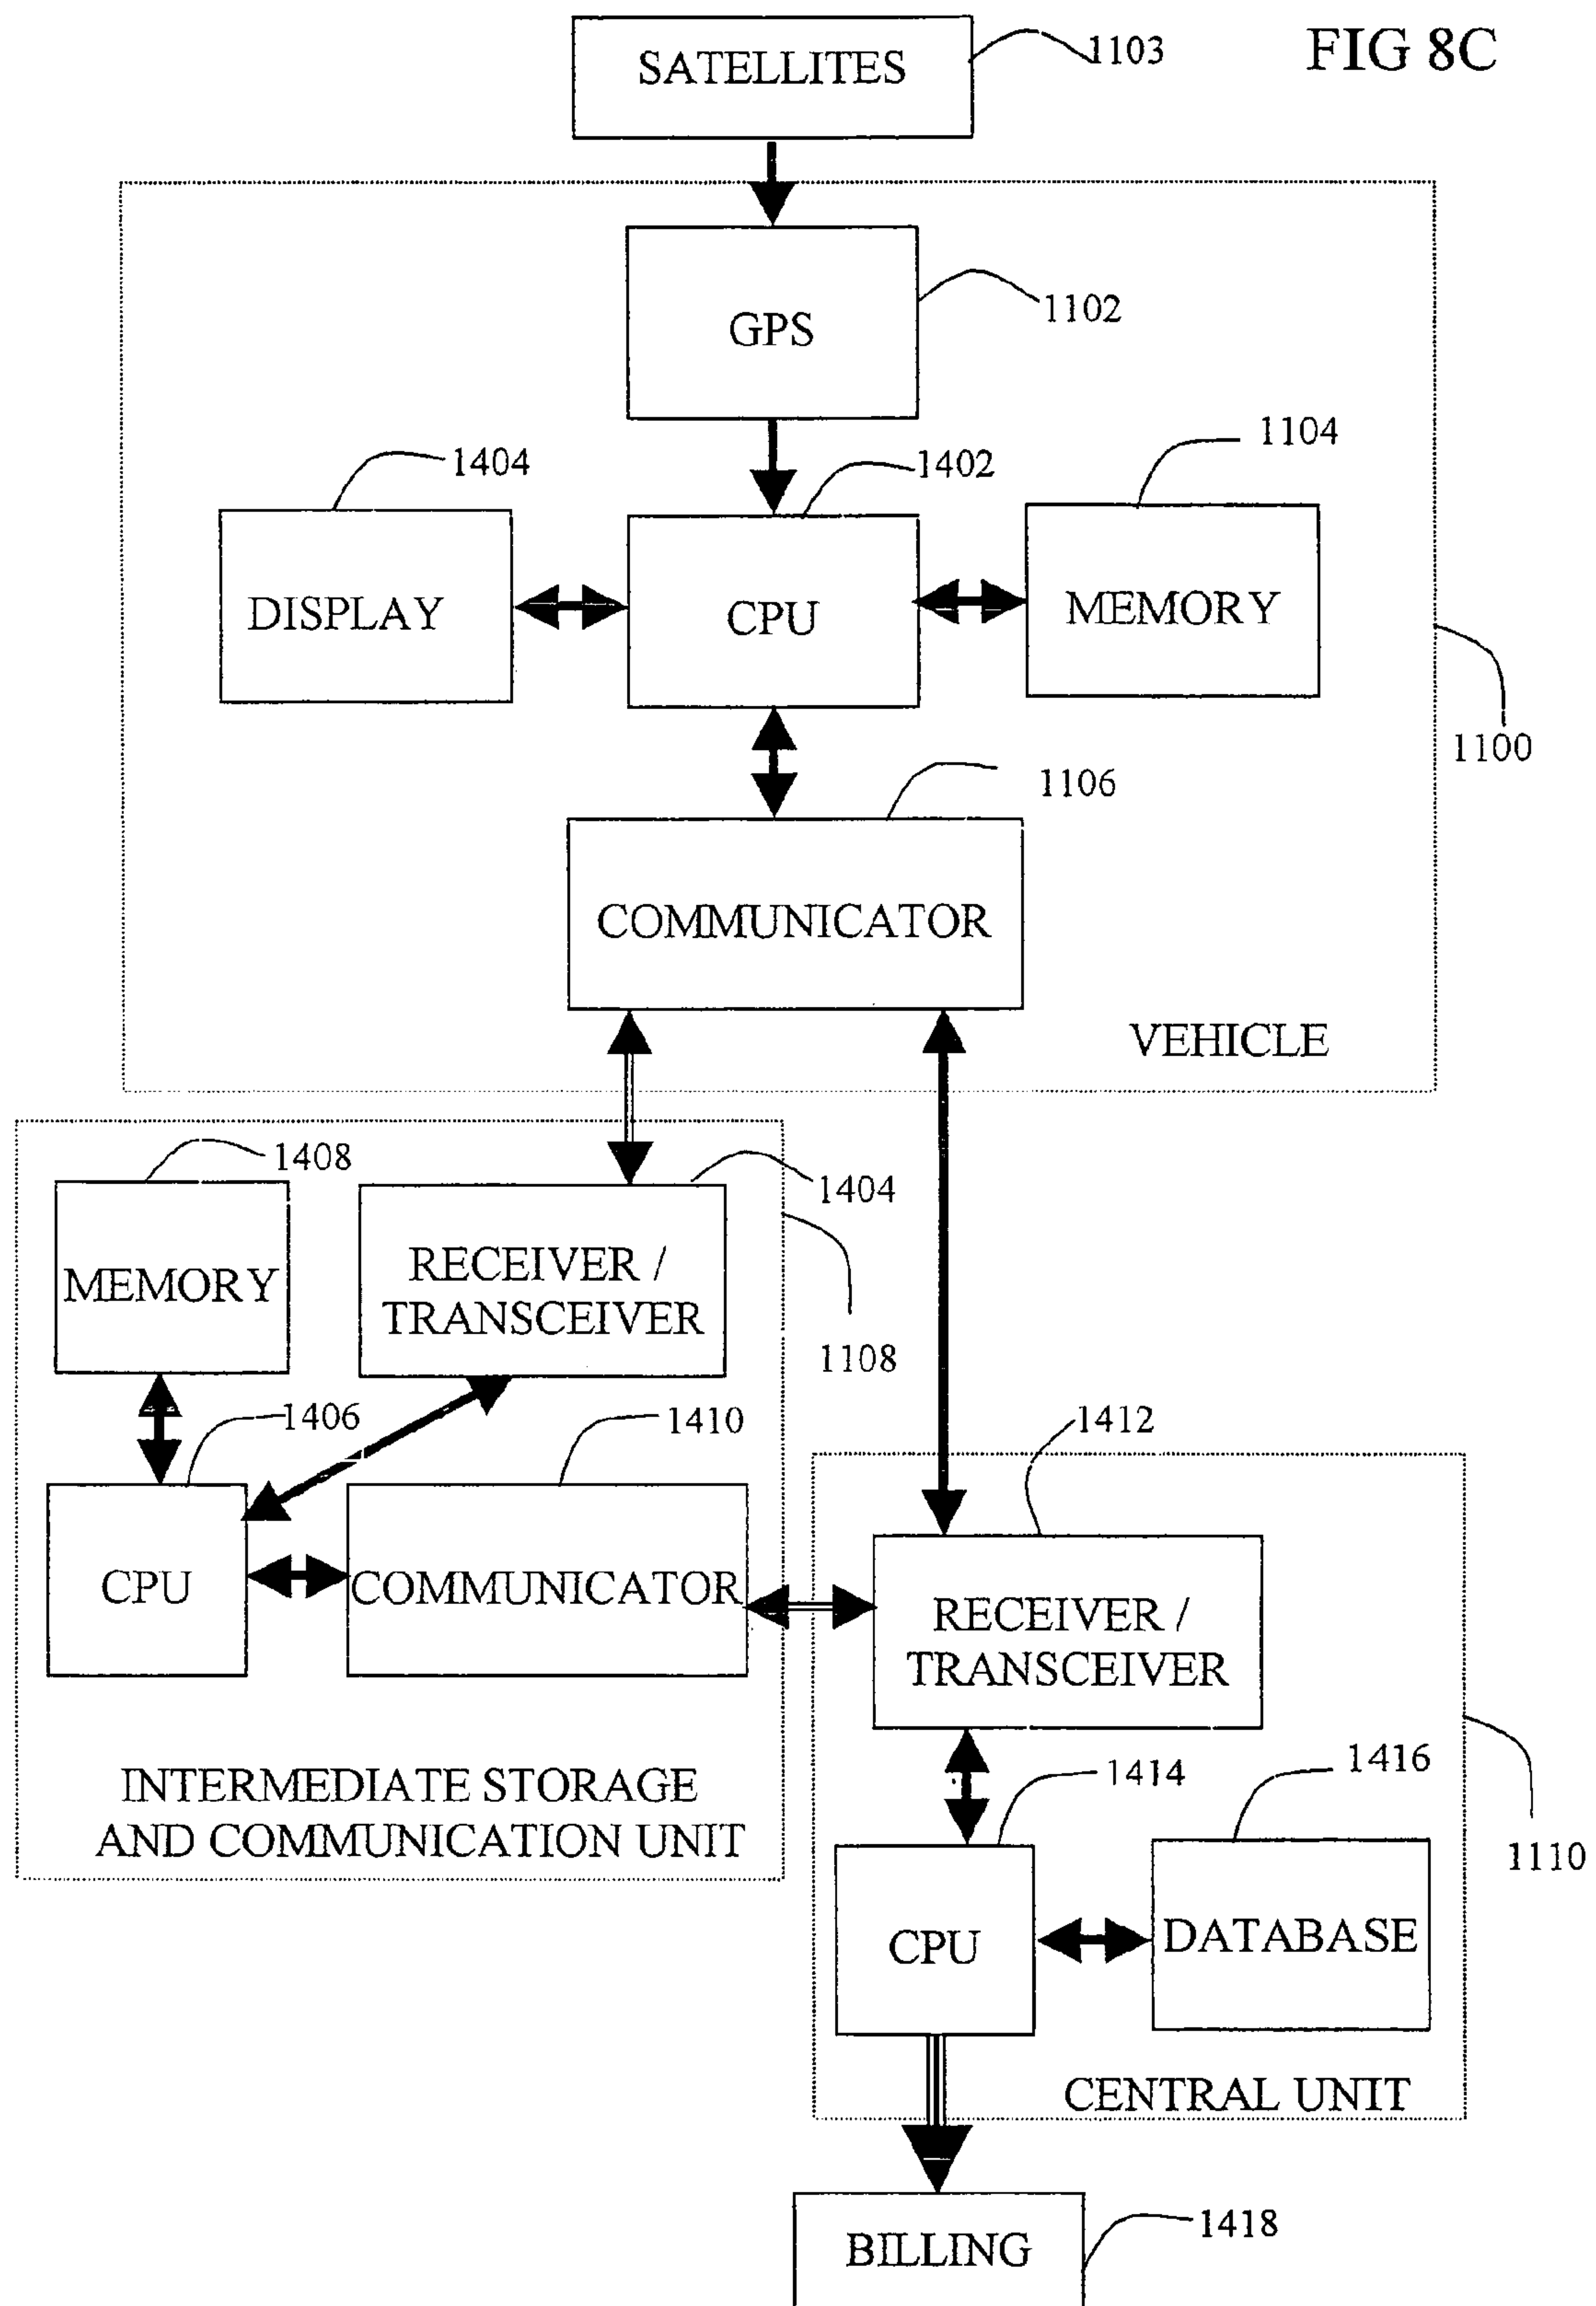 SATELLITES
1103
FIG 8C
GPS
1102
1404
1402
1104
DISPLAY
CPU
MEMORY
1100
1106
COMMUNICATOR
VEHICLE
1408
1404
MEMORY
RECEIVER /
TRANSCEIVER
1108
1406
1410
1412
CPU
COMMUNICATOR
RECEIVER /
TRANSCEIVER
INTERMEDIATE STORAGE
AND COMMUNICATION UNIT
1414
1416
1110
CPU
DATABASE
CENTRAL UNIT
BILLING
1418